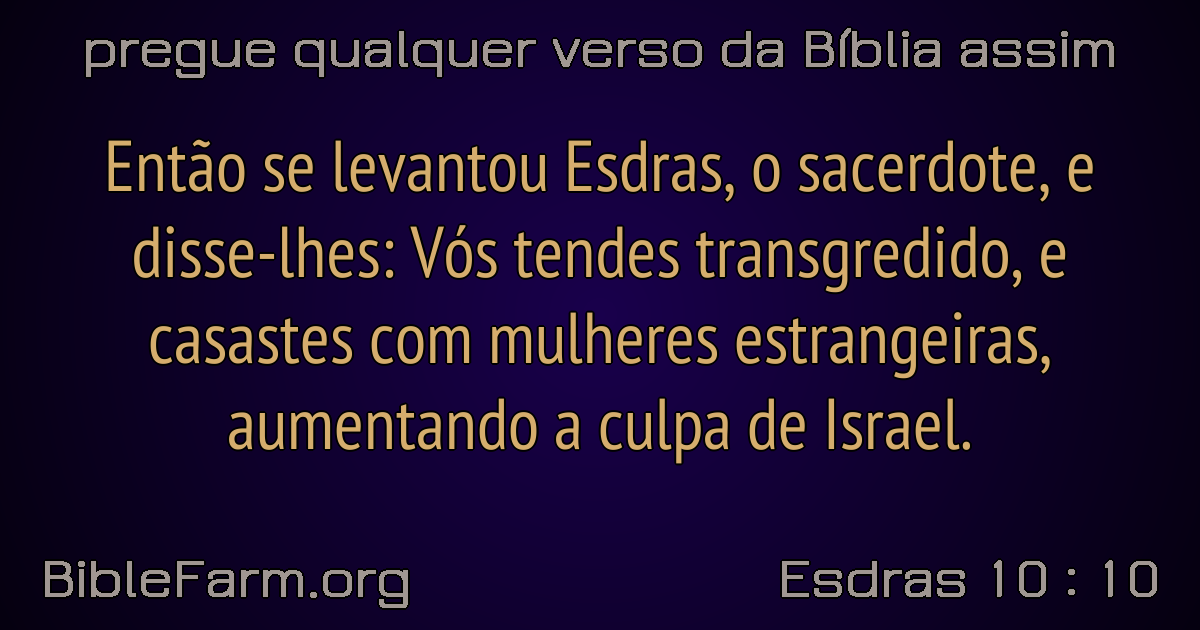 pregue qualquer verso da Bíblia assim
Então se levantou Esdras, o sacerdote, e
disse-lhes: Vós tendes transgredido, e
casastes com mulheres estrangeiras,
aumentando a culpa de Israel.
BibleFarm.org
Esdras 10 : 10